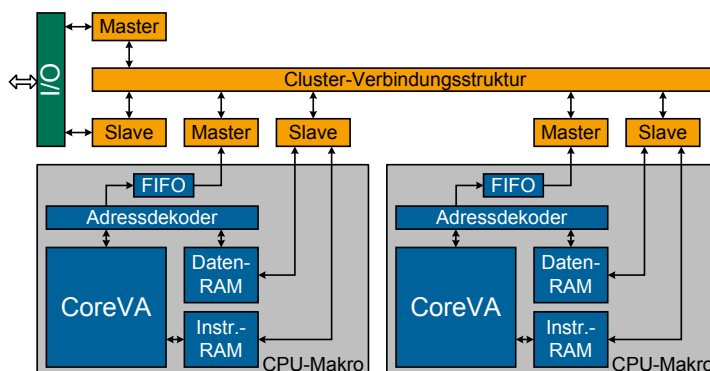 Master
I/O
Cluster-Verbindungsstruktur
Slave
Master
Slave
Master
Slave
FIFO
Adressdekoder
CoreVA
Daten-
RAM
Instr.-
RAM
CPU-Makro
FIFO
Adressdekoder
CoreVA
Daten-
RAM
Instr.-
RAM
CPU-Makro